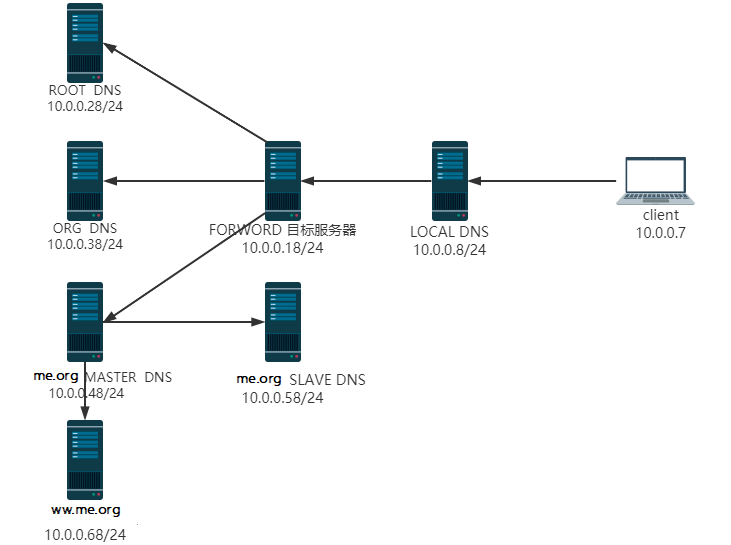 ROOT DNS
10.0.0.28/24
ORG DNS
10.0.0.38/24
FORWORD 目标服务器
10.0.0.18/24
LOCAL DNS
10.0.0.8/24
client
10.0.0.7
me.org MASTER DNS
10.0.0.48/24
me.org SLAVE DNS
10.0.0.58/24
ww.me.org
10.0.0.68/24